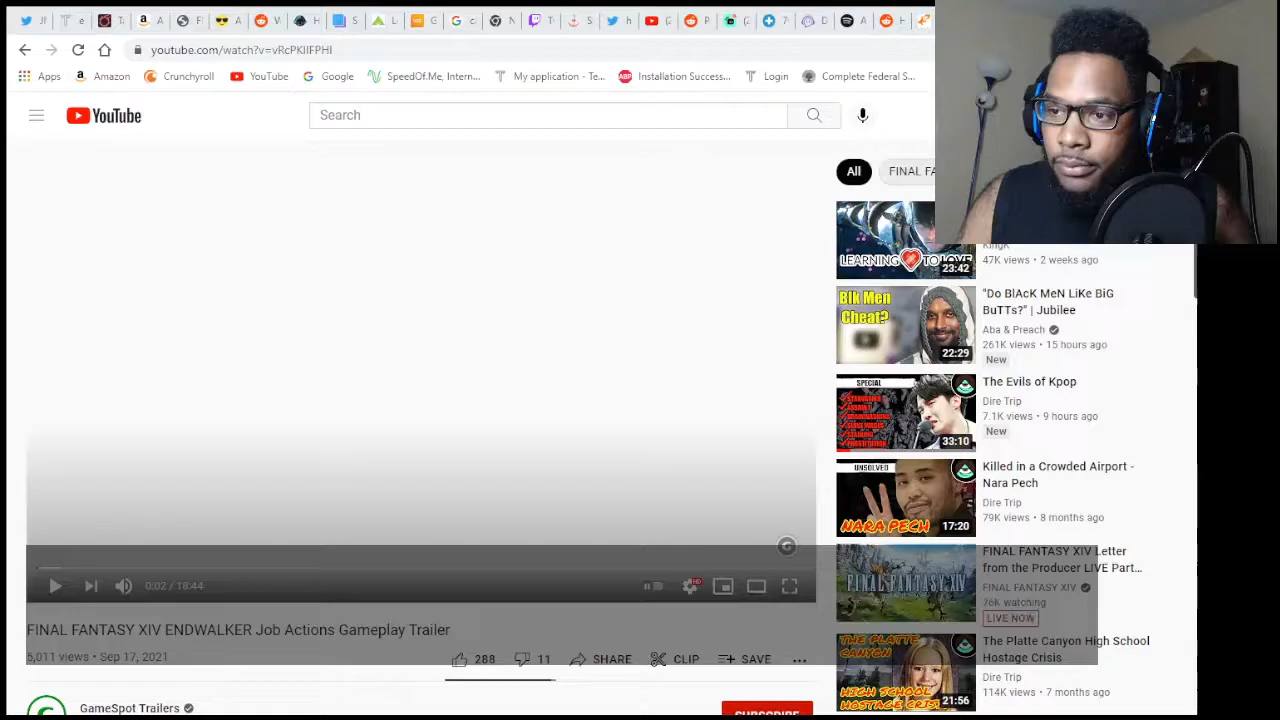 youtube.com/watch?v=vRcPKIIFPHI
Apps Amazon Crunchyroll YouTube Google SpeedOf.Me, Intern... My application - Te... ABP Installation Success... Login Complete Federal S...
YouTube
Search
All
FINAL FA
LEARNING TO LOVE
23:42
KingK
47K views • 2 weeks ago
Blk Men
Cheat?
22:29
"Do BlAcK MeN LiKe BiG
BuTTs?" | Jubilee
Aba & Preach
261K views • 15 hours ago
New
SPECIAL
33:10
The Evils of Kpop
Dire Trip
7.1K views • 9 hours ago
New
UNSOLVED
NARA PECH
17:20
Killed in a Crowded Airport -
Nara Pech
Dire Trip
79K views • 8 months ago
FINAL FANTASY XIV
FINAL FANTASY XIV Letter
from the Producer LIVE Part...
FINAL FANTASY XIV
76K watching
LIVE NOW
THE PLATTE
CANYON
HIGH SCHOOL
HOSTAGE CRIS
21:56
The Platte Canyon High School
Hostage Crisis
Dire Trip
114K views • 7 months ago
0:02 / 18:44
HD
FINAL FANTASY XIV ENDWALKER Job Actions Gameplay Trailer
5,011 views • Sep 17, 2021
288 11 SHARE CLIP SAVE ...
GameSpot Trailers
SUBSCRIBE